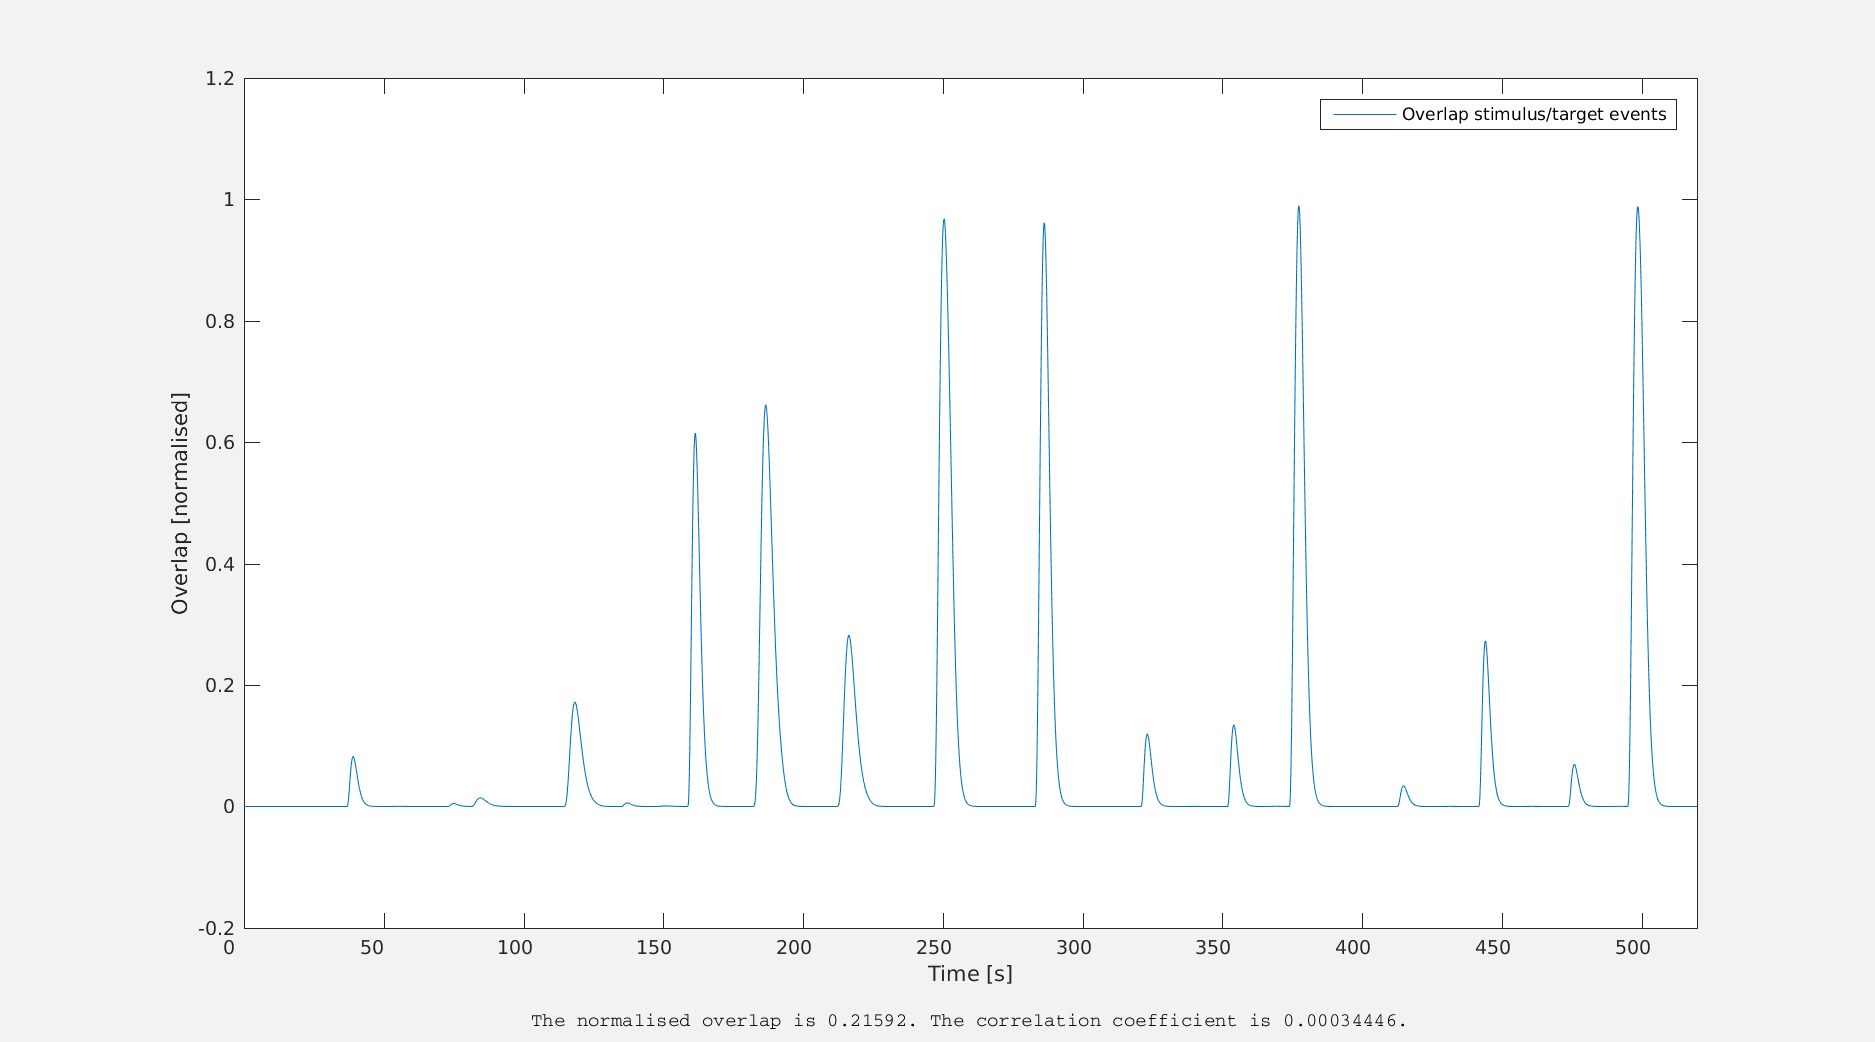 1.2
Overlap stimulus/target events
1
0.8
0.6
Overlap [normalised]
0.4
0.2
0
-0.2
0 50 100 150 200 250 300 350 400 450 500
Time [s]
The normalised overlap is 0.21592. The correlation coefficient is 0.00034446.